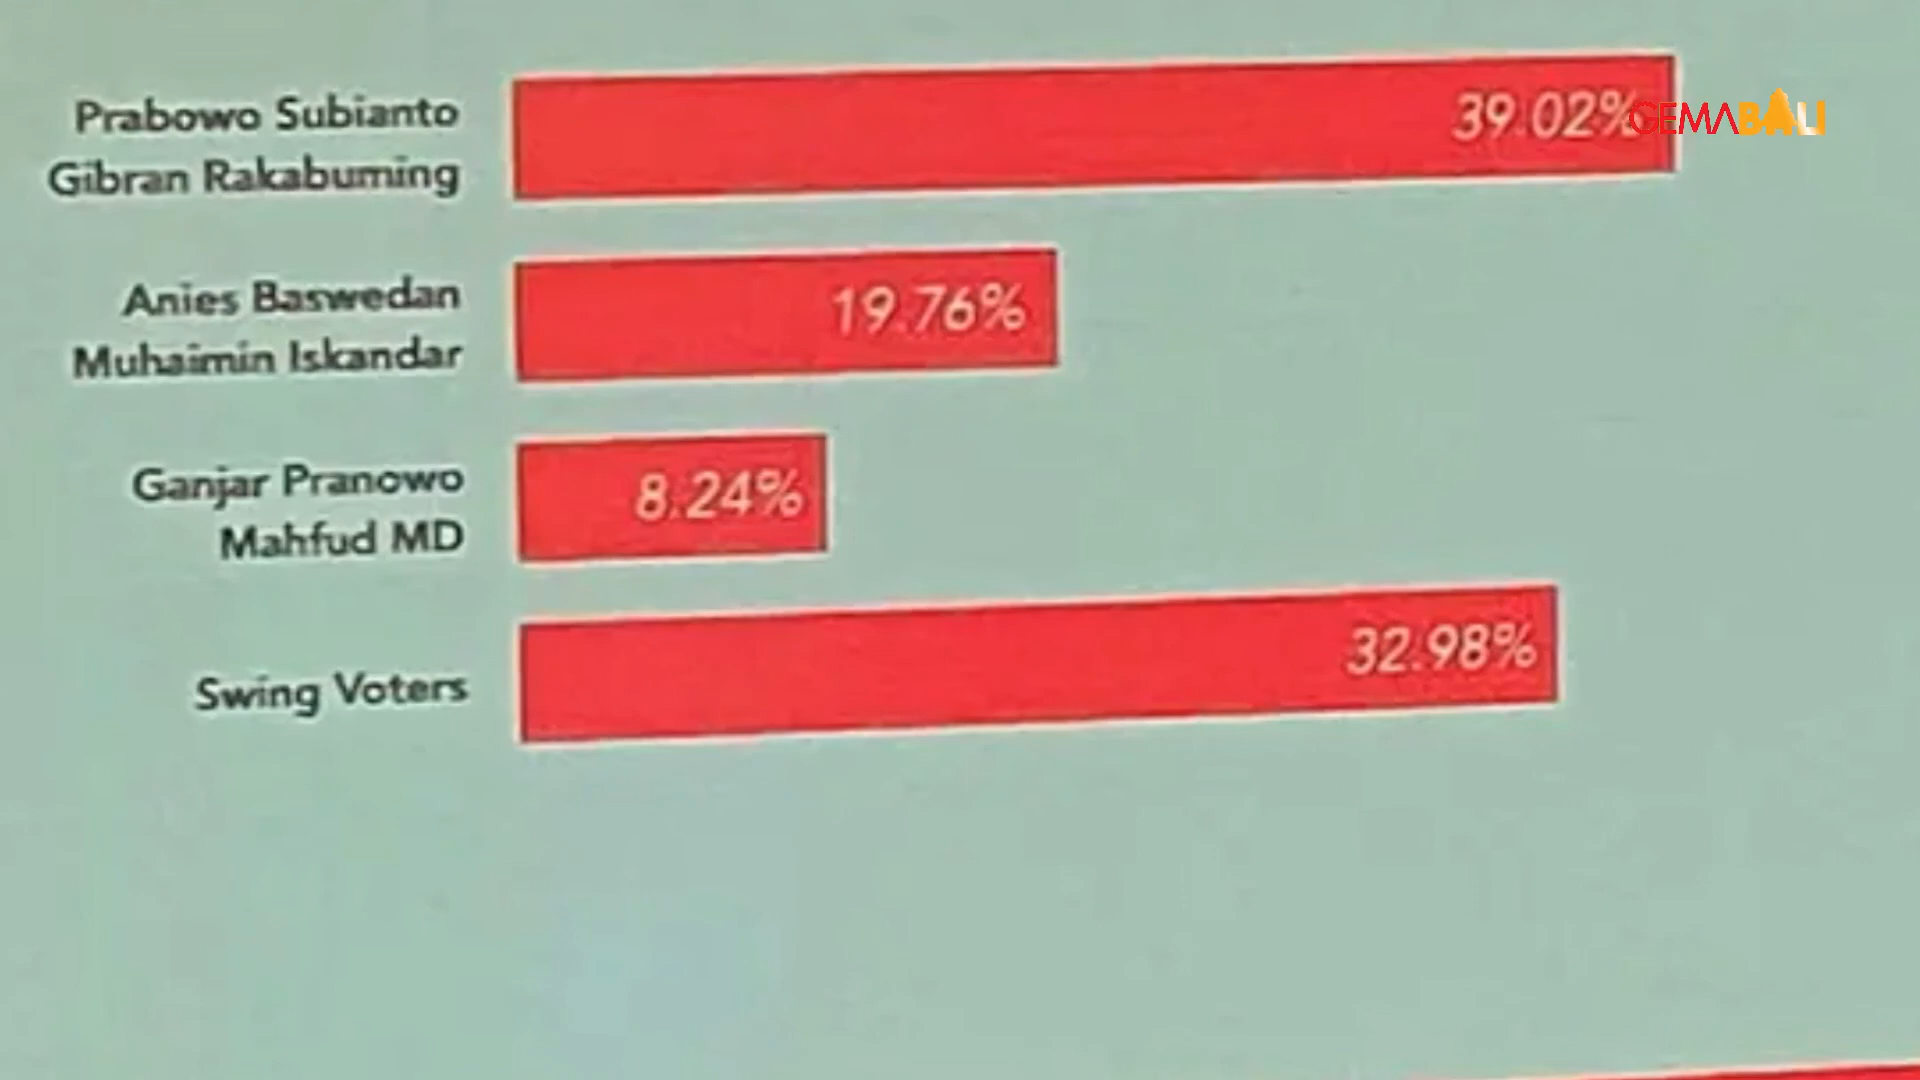 Prabowo Subianto
Gibran Rakabuming
39.02%
GEMABALI
Anies Baswedan
Muhaimin Iskandar
19.76%
Ganjar Pranowo
Mahfud MD
8.24%
Swing Voters
32.98%